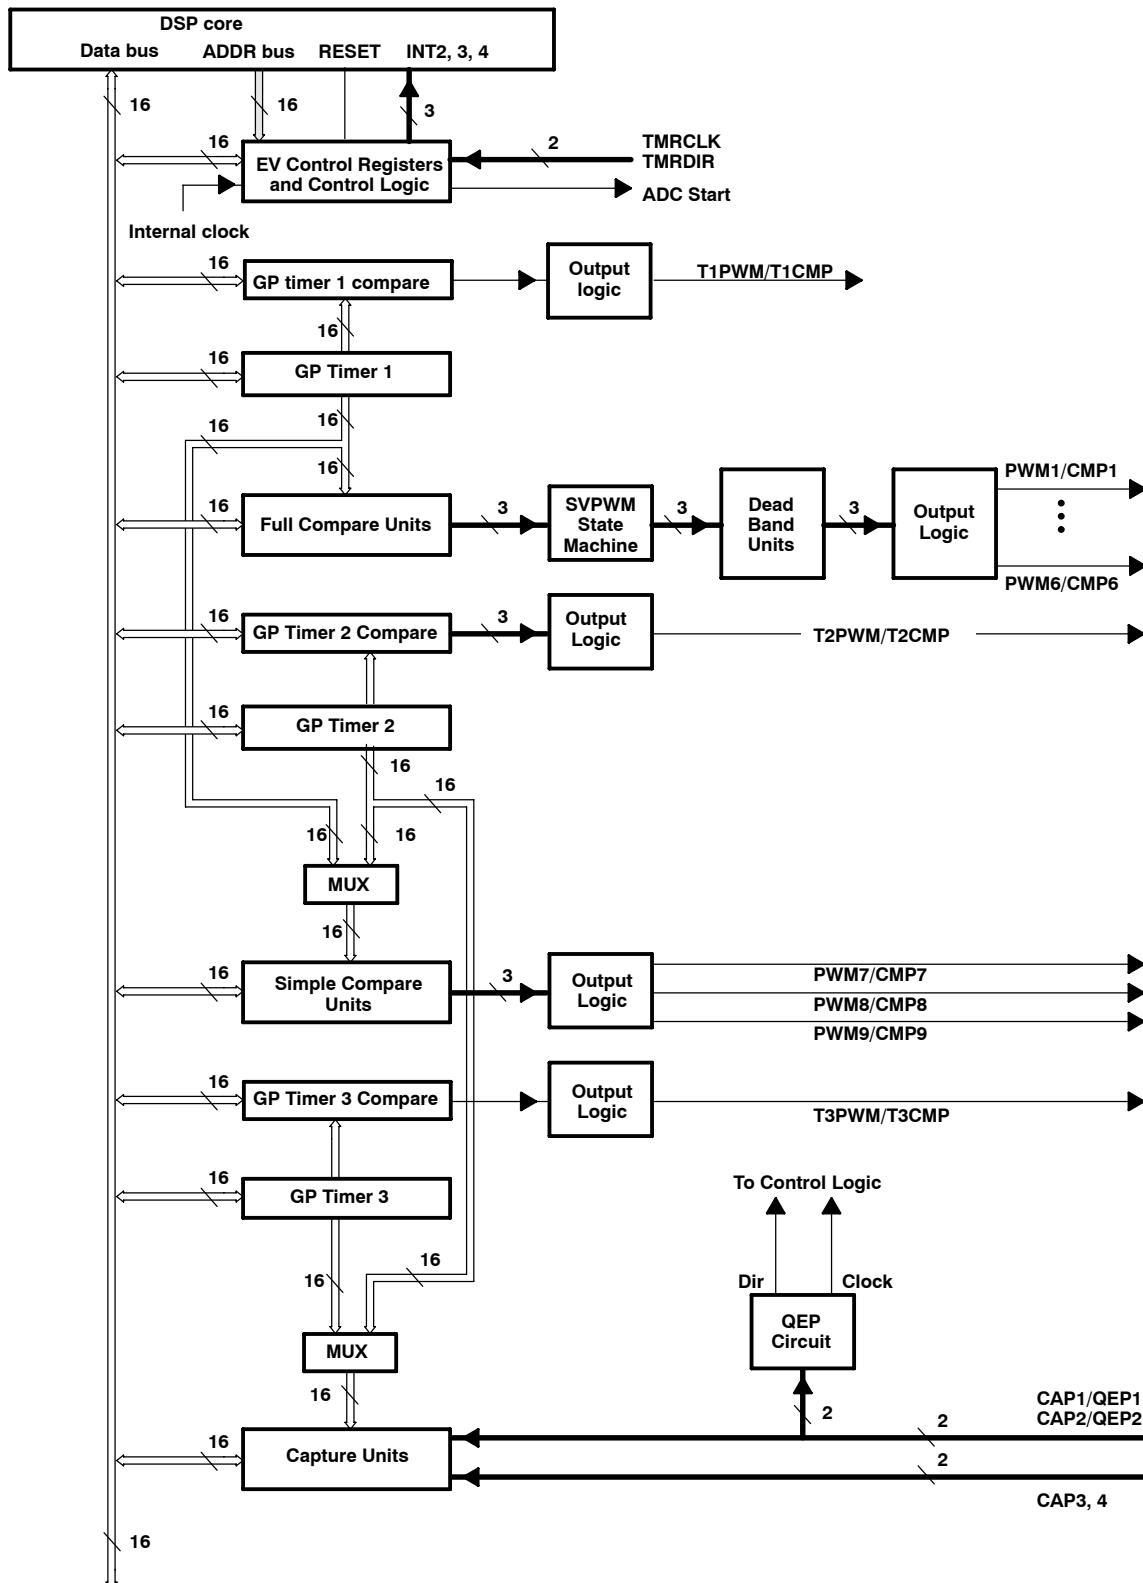 DSP core
Data bus ADDR bus RESET INT2, 3, 4
16 16 3
16 2 TMRCLK
EV Control Registers TMRDIR
and Control Logic ADC Start
Internal clock
16 GP timer 1 compare Output
logic T1PWM/T1CMP
16
16 GP Timer 1
16
16
16
16 Full Compare Units 3 SVPWM
State
Machine 3 Dead
Band
Units 3 Output
Logic PWM1/CMP1
PWM6/CMP6
16 GP Timer 2 Compare 3 Output
Logic T2PWM/T2CMP
16 GP Timer 2
16
16
16 16
MUX
16
16 Simple Compare
Units 3 Output
Logic PWM7/CMP7
PWM8/CMP8
PWM9/CMP9
16 GP Timer 3 Compare Output
Logic T3PWM/T3CMP
16 GP Timer 3
To Control Logic
16 16
Dir Clock
QEP
Circuit
MUX
16
2 2 CAP1/QEP1
CAP2/QEP2
16 Capture Units 2
CAP3, 4
16